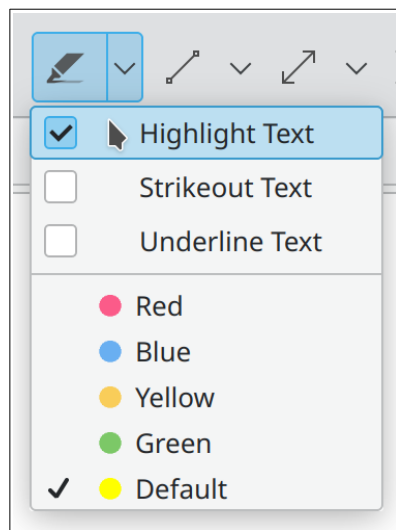 Highlight Text
Strikeout Text
Underline Text
Red
Blue
Yellow
Green
Default